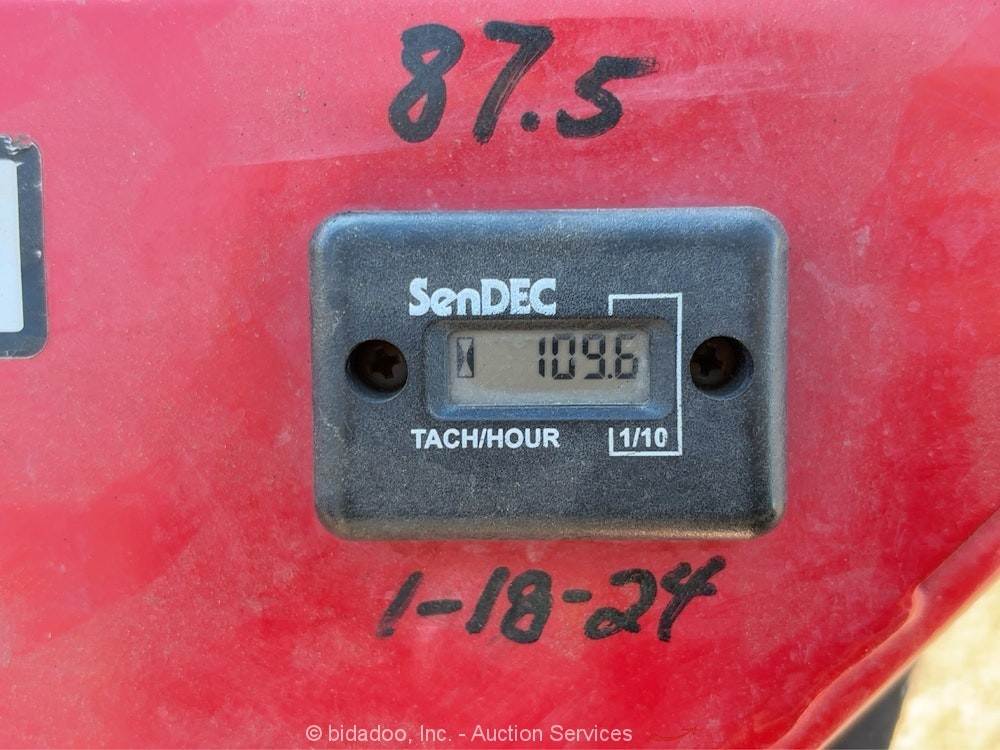 87.5
SenDEC
109.6
TACH/HOUR 1/10
1-18-24
© bidadoo, Inc. - Auction Services